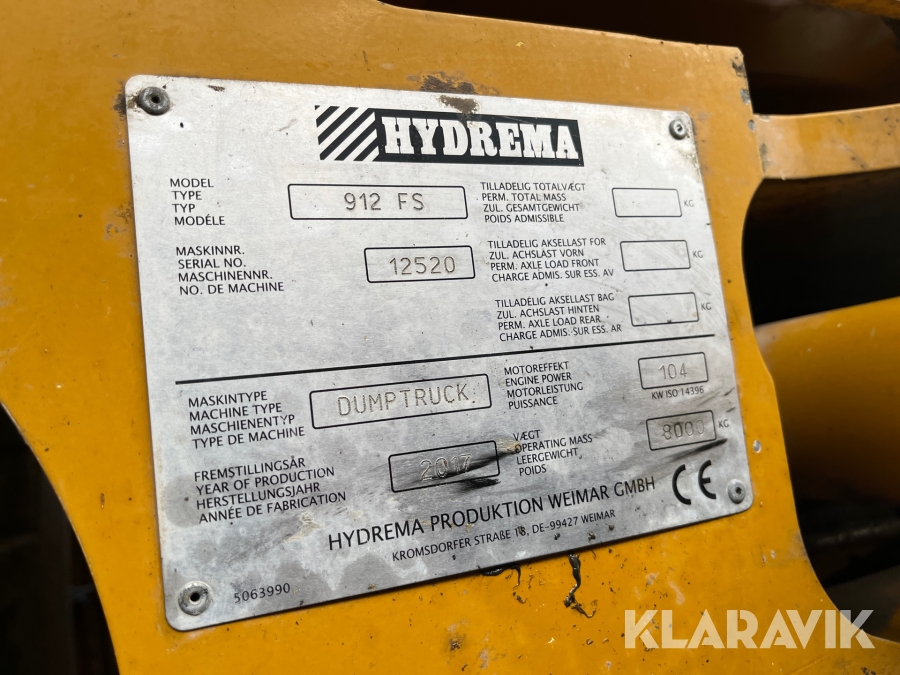 HYDREMA
MODEL
TYPE
TYP
MODÉLE
912 FS
TILLADELIG TOTALVÆGT
PERM. TOTAL MASS
ZUL. GESAMTGEWICHT
POIDS ADMISSIBLE
KG
MASKINNR.
SERIAL NO.
MASCHINENNR.
NO. DE MACHINE
12520
TILLADELIG AKSELLAST FOR
ZUL. ACHSLAST VORN
PERM. AXLE LOAD FRONT
CHARGE ADMIS. SUR ESS. AV
KG
TILLADELIG AKSELLAST BAG
ZUL. ACHSLAST HINTEN
PERM. AXLE LOAD REAR
CHARGE ADMIS. SUR ESS. AR
KG
MASKINTYPE
MACHINE TYPE
MASCHIENENTYP
TYPE DE MACHINE
DUMPTRUCK.
MOTOREFFEKT
ENGINE POWER
MOTORLEISTUNG
PUISSANCE
104
KW ISO 14396
FREMSTILLINGSÅR
YEAR OF PRODUCTION
HERSTELLUNGSJAHR
ANNÉE DE FABRICATION
2017
VÆGT
OPERATING MASS
LEERGEWICHT
POIDS
8000
KG
HYDREMA PRODUKTION WEIMAR GMBH
KROMSDORFER STRAßE 18, DE-99427 WEIMAR
CE
5063990
KLARAVIK